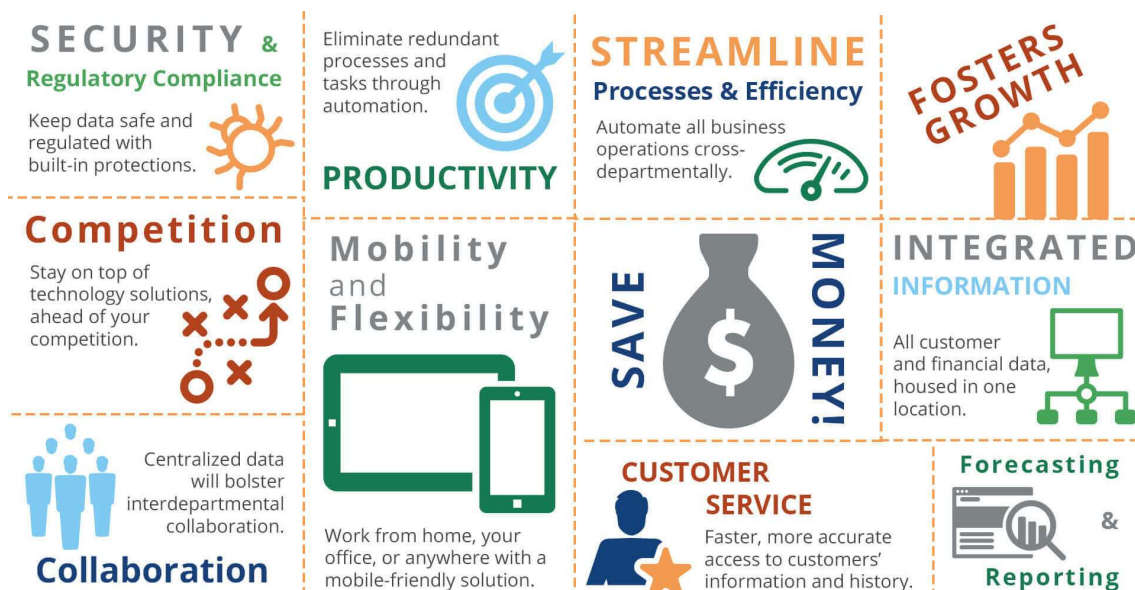 SECURITY &
Regulatory Compliance
Keep data safe and
regulated with
built-in protections.
Eliminate redundant
processes and
tasks through
automation.
PRODUCTIVITY
STREAMLINE
Processes & Efficiency
Automate all business
operations cross-
departmentally.
FOSTERS
GROWTH
Competition
Stay on top of
technology solutions,
ahead of your
competition.
Mobility
and
Flexibility
Work from home, your
office, or anywhere with a
mobile-friendly solution.
SAVE
$
MONEY!
INTEGRATED
INFORMATION
All customer
and financial data,
housed in one
location.
Centralized data
will bolster
interdepartmental
collaboration.
Collaboration
CUSTOMER
SERVICE
Faster, more accurate
access to customers'
information and history.
Forecasting
&
Reporting